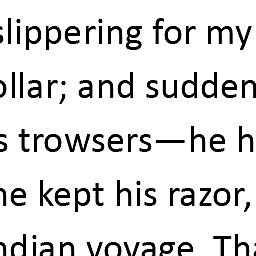 slippering for my
ollar; and sudden
s trowsers—he h
he kept his razor,
ndian voyage. Tha